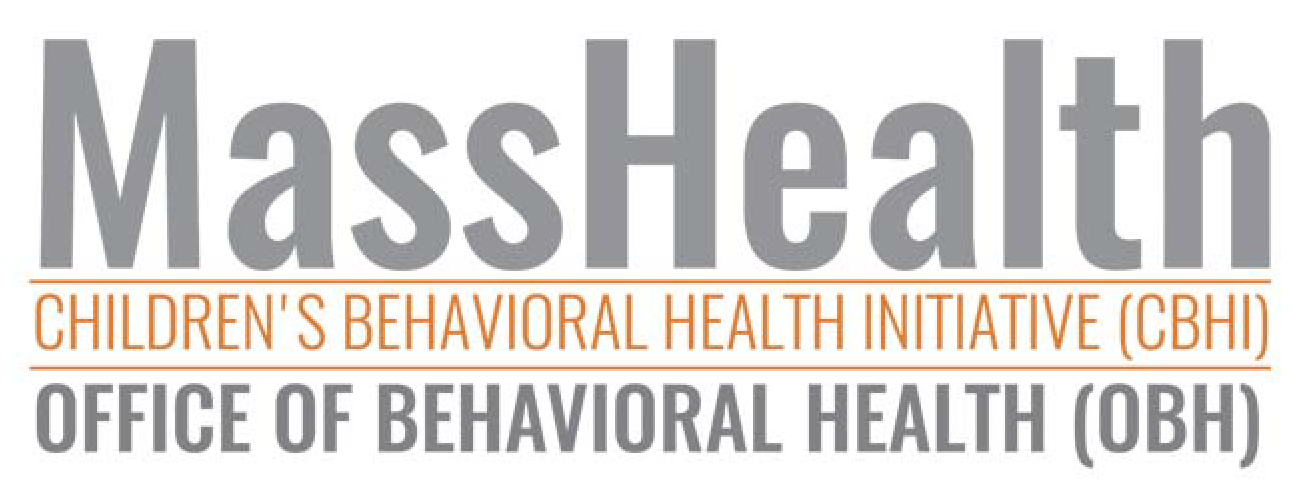 MassHealth
CHILDREN'S BEHAVIORAL HEALTH INITIATIVE (CBHI)
OFFICE OF BEHAVIORAL HEALTH (OBH)